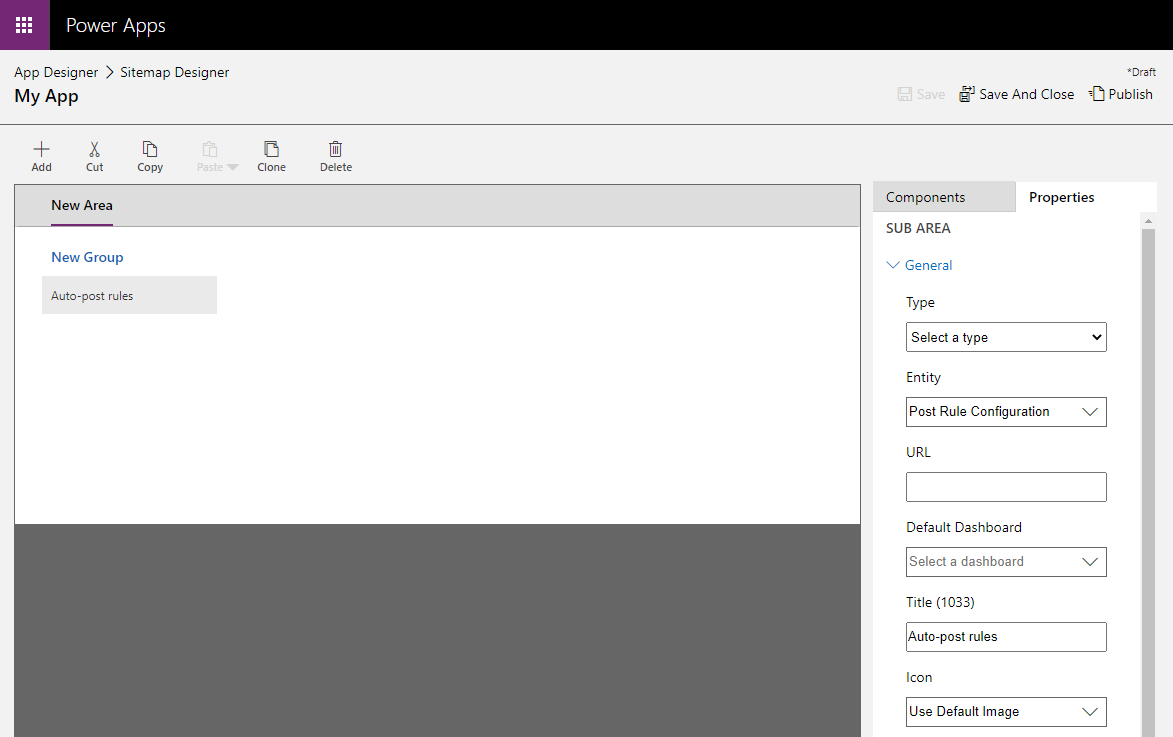 Power Apps
App Designer > Sitemap Designer
*Draft
My App
Save
Save And Close
Publish
Add
Cut
Copy
Paste
Clone
Delete
New Area
New Group
Auto-post rules
Components
Properties
SUB AREA
General
Type
Select a type
Entity
Post Rule Configuration
URL
Default Dashboard
Select a dashboard
Title (1033)
Auto-post rules
Icon
Use Default Image